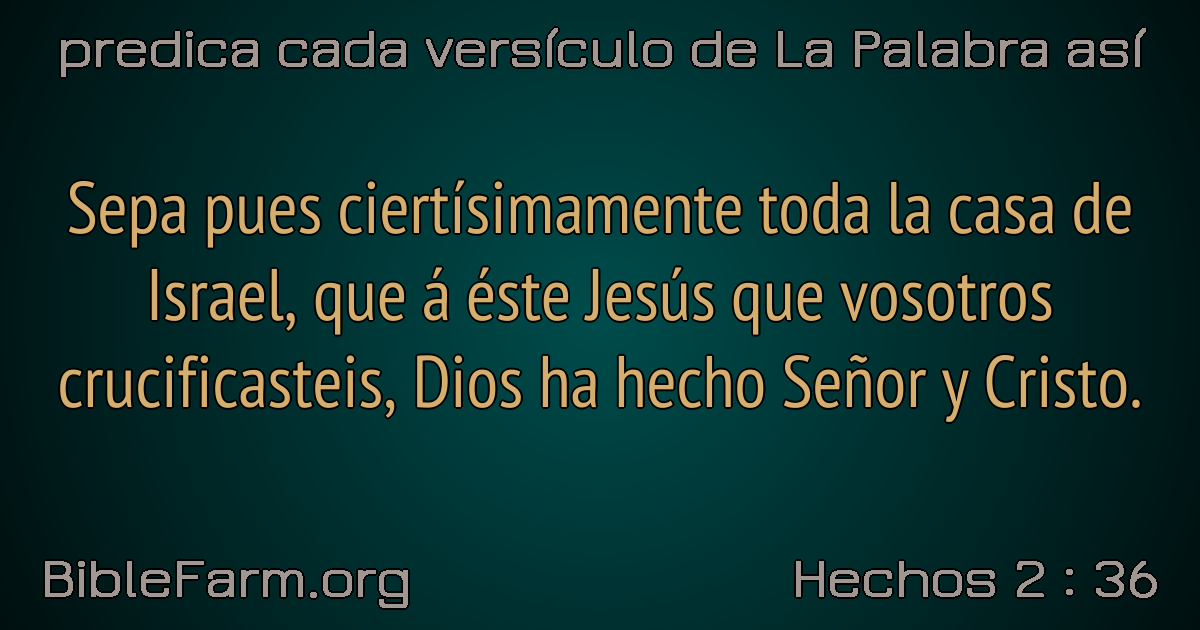 predica cada versículo de La Palabra así
Sepa pues ciertísimamente toda la casa de
Israel, que á éste Jesús que vosotros
crucificasteis, Dios ha hecho Señor y Cristo.
BibleFarm.org
Hechos 2 : 36